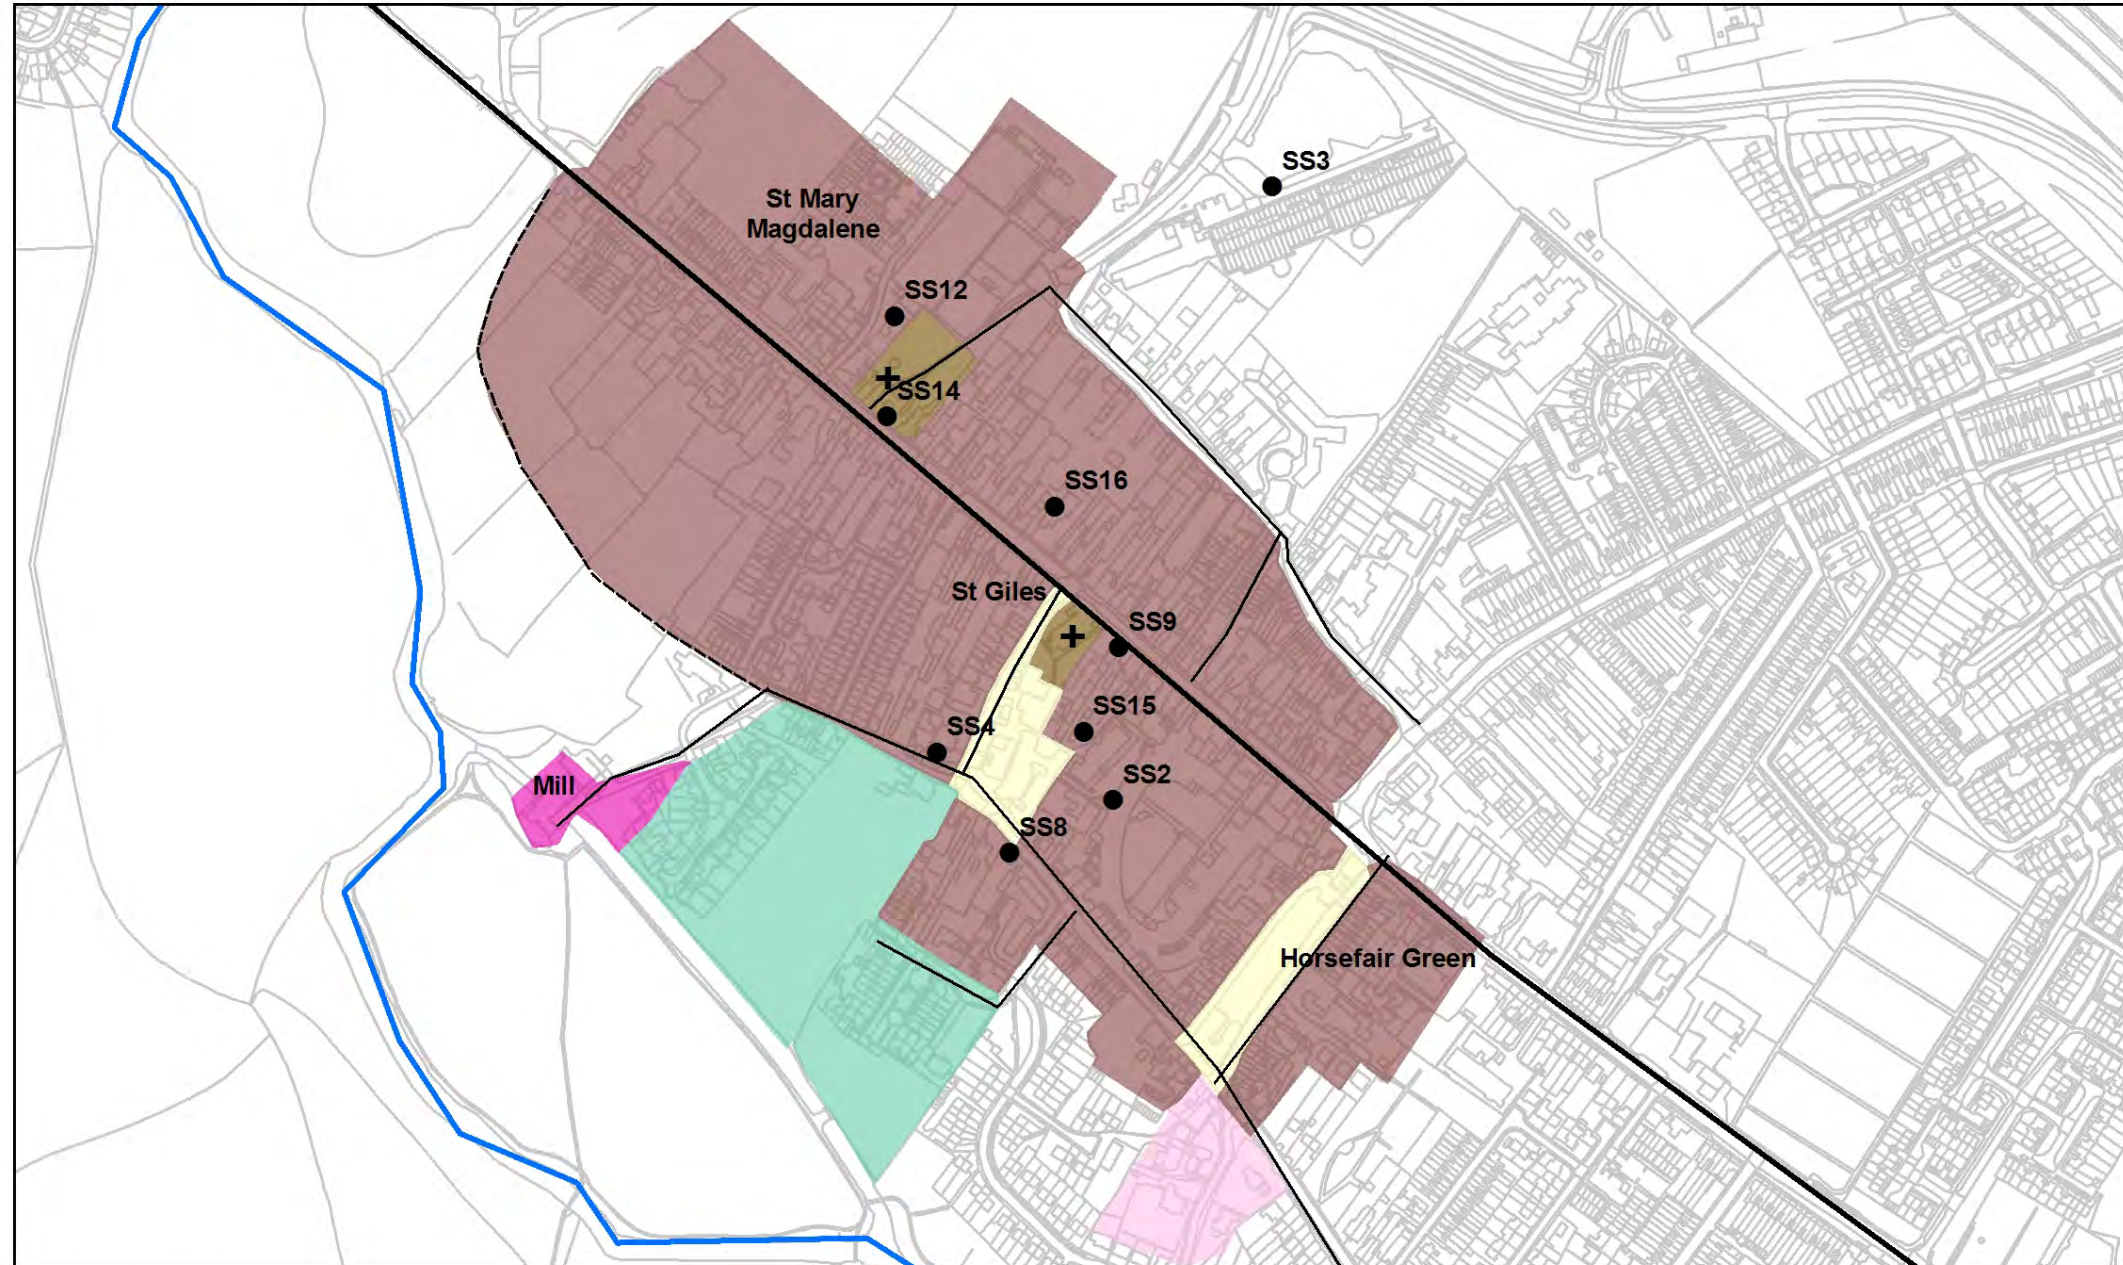 SS3
St Mary
Magdalene
SS12
SS14
SS16
St Giles
SS9
SS15
SS4
SS2
Mill
SS8
Horsefair Green